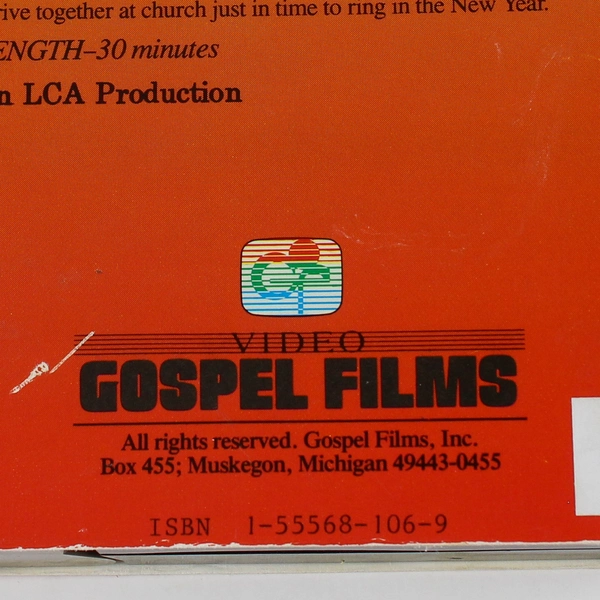 rive together at church just in time to ring in the New Year.
ENGTH–30 minutes
n LCA Production
VIDEO
GOSPEL FILMS
All rights reserved. Gospel Films, Inc.
Box 455; Muskegon, Michigan 49443-0455
ISBN 1-55568-106-9